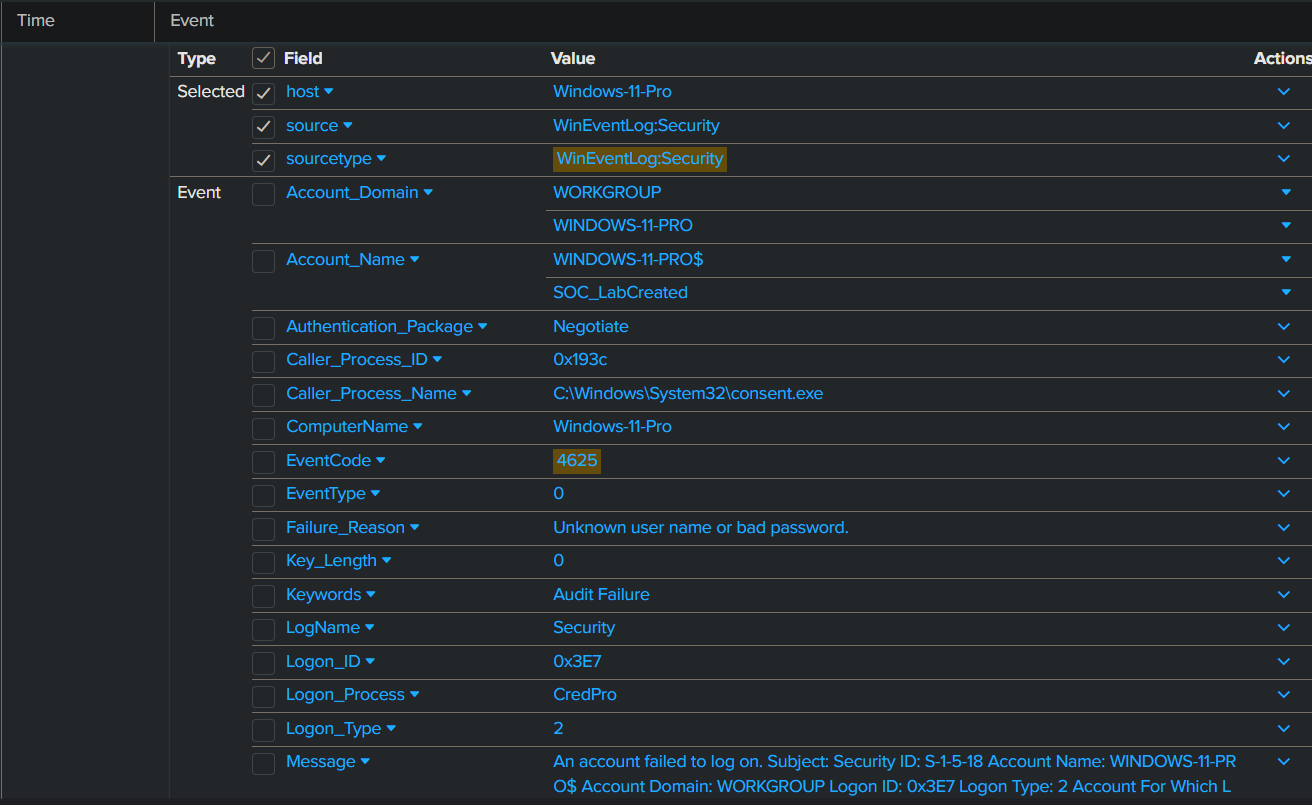 Time Event
Type Field Value Actions
Selected host Windows-11-Pro
source WinEventLog:Security
sourcetype WinEventLog:Security
Event Account_Domain WORKGROUP
WINDOWS-11-PRO
Account_Name WINDOWS-11-PRO$
SOC_LabCreated
Authentication_Package Negotiate
Caller_Process_ID 0x193c
Caller_Process_Name C:\Windows\System32\consent.exe
ComputerName Windows-11-Pro
EventCode 4625
EventType 0
Failure_Reason Unknown user name or bad password.
Key_Length 0
Keywords Audit Failure
LogName Security
Logon_ID 0x3E7
Logon_Process CredPro
Logon_Type 2
Message An account failed to log on. Subject: Security ID: S-1-5-18 Account Name: WINDOWS-11-PR
O$ Account Domain: WORKGROUP Logon ID: 0x3E7 Logon Type: 2 Account For Which L